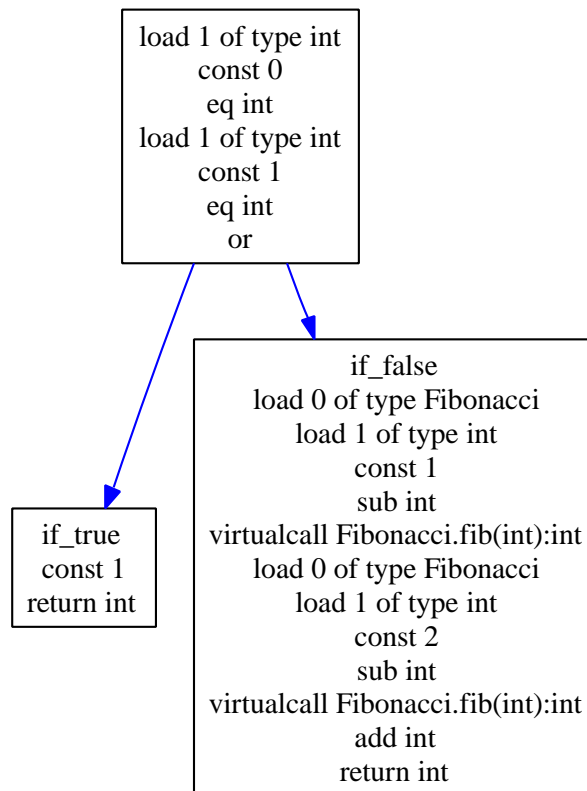 load 1 of type int
const 0
eq int
load 1 of type int
const 1
eq int
or
if_true
const 1
return int
if_false
load 0 of type Fibonacci
load 1 of type int
const 1
sub int
virtualcall Fibonacci.fib(int):int
load 0 of type Fibonacci
load 1 of type int
const 2
sub int
virtualcall Fibonacci.fib(int):int
add int
return int